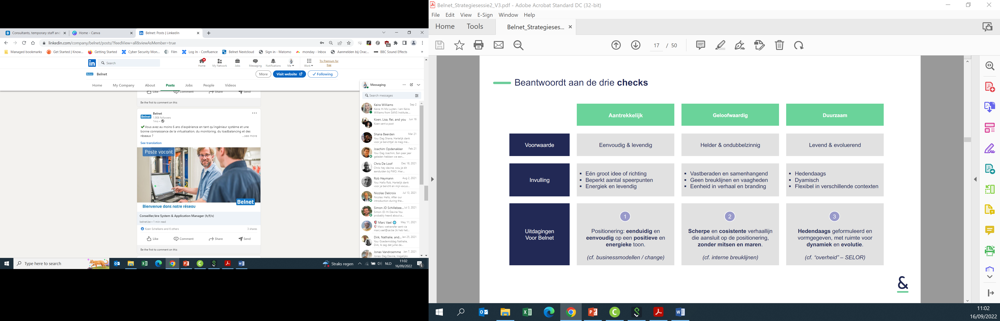 Consultants, temporary staff and
Home - Canva
Belnet: Posts | LinkedIn
linkedin.com/company/belnet/posts/?feedView=all&viewAsMember=true
16
Managed bookmarks
Get Started | Know...
Getting Started
Cyber Security Mon...
Film
Log In - Confluence
Belnet Nextcloud
Sign in - Matomo
monday - Inbox
Aanmelden bij Orac...
BBC Sound Effects
»
in
Search
Home
My Network
Jobs
Messaging
Notifications
Me
Work
Try Premium for
free
Belnet
Belnet
More
Visit website
Following
Home
My Company
About
Posts
Jobs
People
Videos
Like
Comment
Share
Send
Be the first to comment on this
Belnet
Belnet
1,906 followers
1mo •
Vous avez au moins 6 ans d'expérience en tant qu'ingénieur système et une
bonne connaissance de la virtualisation, du monitoring, du loadbalancing et des
réseaux ?
...see more
See translation
Poste vacant
Belnet
Bienvenue dans notre réseau
Conseiller/ère System & Application Manager (h/f/x)
belnet.be • 1 min read
Koen Schelkens and 6 others
3 shares
Like
Comment
Share
Send
Be the first to comment on this
Messaging
Search messages
Keira Williams Sep 2
Keira: Hi Ms Luyten, I am Keira
Williams from SANS Institute....
Koen, Lisa, Rei, and you Jun 16
Koen sent a post
Shana Beerden Mar 21
You: Dag Shana, Hartelijk dank
voor je berichtje! Je mag me...
Joachim Opdenakker Feb 21
You: Dag Joachim, Een paar jaar
geleden hebben we een...
Chris De Loof Dec 18, 2021
Chris: hey davina, wou je dit
aanduiden bij FWO. Hier...
Rob Heymann Aug 2, 2021
You: Hallo Rob, Hartelijk dank
voor je bericht en mijn excus...
Nicolas Delcroix Jul 13, 2021
Nicolas: Hello, After our
introduction during the...
Simon JD Schillebee... Jul 3, 2021
Simon JD: Hi Davina You
probably heard about a...
Marc Vael May 11, 2021
Marc: wetransfer sent via
marc.vael@sai.be (ik heb het...
Dirk, Nathalie, and... Jan 25, 2021
You: Goedemiddag Nathalie,
Dirk, Ik zag dat jullie de...
Jonas Vandroemme Jan 7, 2021
Jonas: Dag Davina, Insgelijks;
Type here to search
Straks regen
NLD
11:02
16/09/2022
6
Belnet_Strategiesessie2_V3.pdf - Adobe Acrobat Standard DC (32-bit)
File Edit View E-Sign Window Help
Home
Tools
Belnet_Strategieses...
17 / 50
Beantwoordt aan de drie checks
Aantrekkelijk
Geloofwaardig
Duurzaam
Voorwaarde
Eenvoudig & levendig
Helder & ondubbelzinnig
Levend & evoluerend
Invulling
▪ Eén groot idee of richting
▪ Beperkt aantal speerpunten
▪ Energiek en levendig
▪ Vastberaden en samenhangend
▪ Geen breuklijnen en vaagheden
▪ Eenheid in verhaal en branding
▪ Hedendaags
▪ Dyamisch
▪ Flexibel in verschillende contexten
Uitdagingen
Voor Belnet
1
Positionering: eenduidig en
eenvoudig op een positieve en
energieke toon.
(cf. businessmodellen / change)
2
Scherpe en cosistente verhaallijn
die aansluit op de positionering,
zonder mitsen en maren.
(cf. interne breuklijnen)
3
Hedendaags geformuleerd en
vormgegeven, met ruimte voor
dynamiek en evolutie.
(cf. “overheid” – SELOR)
&
11:02
16/09/2022